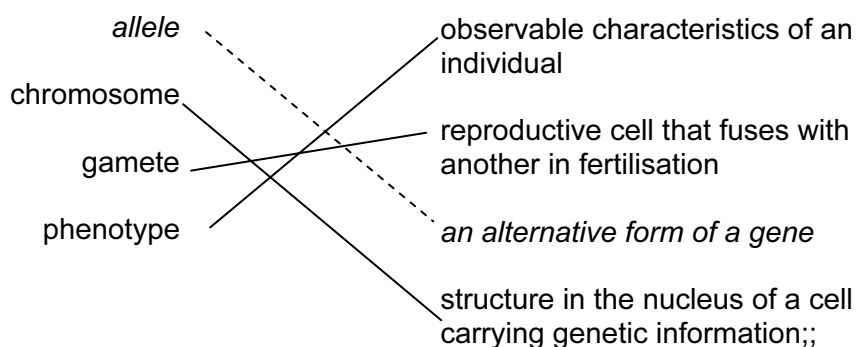 allele
chromosome
gamete
phenotype
observable characteristics of an
individual
reproductive cell that fuses with
another in fertilisation
an alternative form of a gene
structure in the nucleus of a cell
carrying genetic information;;